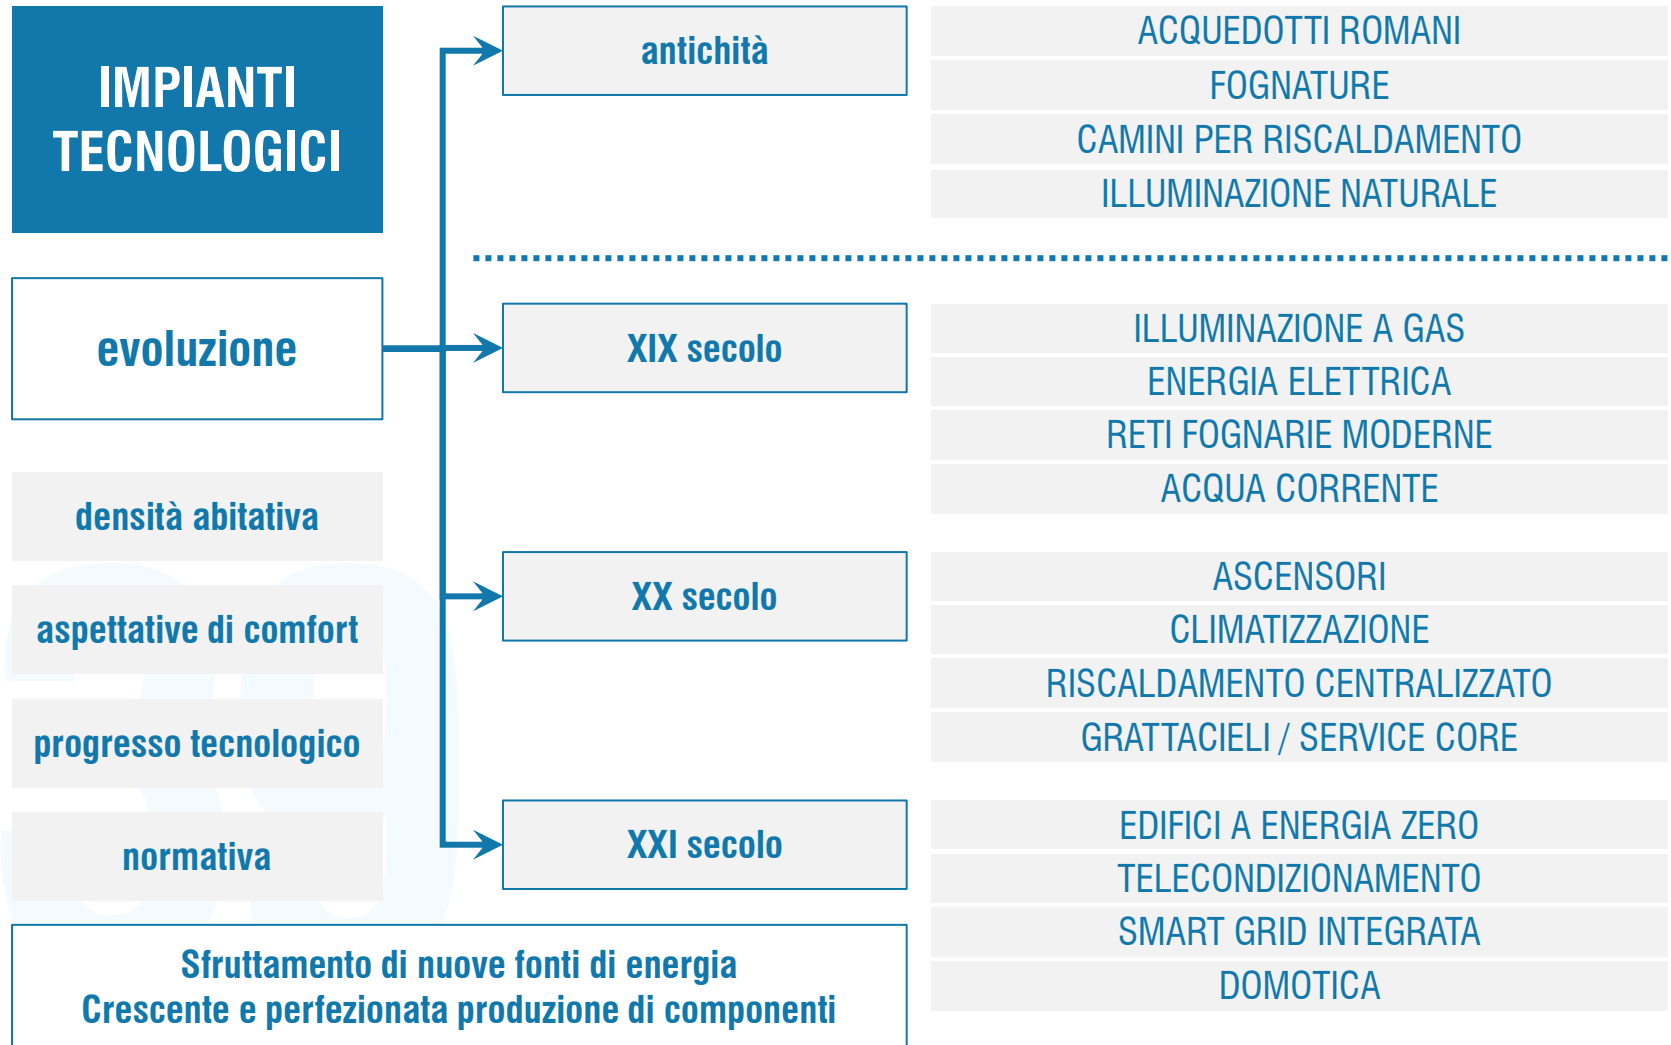 IMPIANTI
TECNOLOGICI
evoluzione
densità abitativa
aspettative di comfort
progresso tecnologico
normativa
antichità
ACQUEDOTTI ROMANI
FOGNATURE
CAMINI PER RISCALDAMENTO
ILLUMINAZIONE NATURALE
XIX secolo
ILLUMINAZIONE A GAS
ENERGIA ELETTRICA
RETI FOGNARIE MODERNE
ACQUA CORRENTE
XX secolo
ASCENSORI
CLIMATIZZAZIONE
RISCALDAMENTO CENTRALIZZATO
GRATTACIELI / SERVICE CORE
XXI secolo
EDIFICI A ENERGIA ZERO
TELECONDIZIONAMENTO
SMART GRID INTEGRATA
DOMOTICA
Sfruttamento di nuove fonti di energia
Crescente e perfezionata produzione di componenti
39